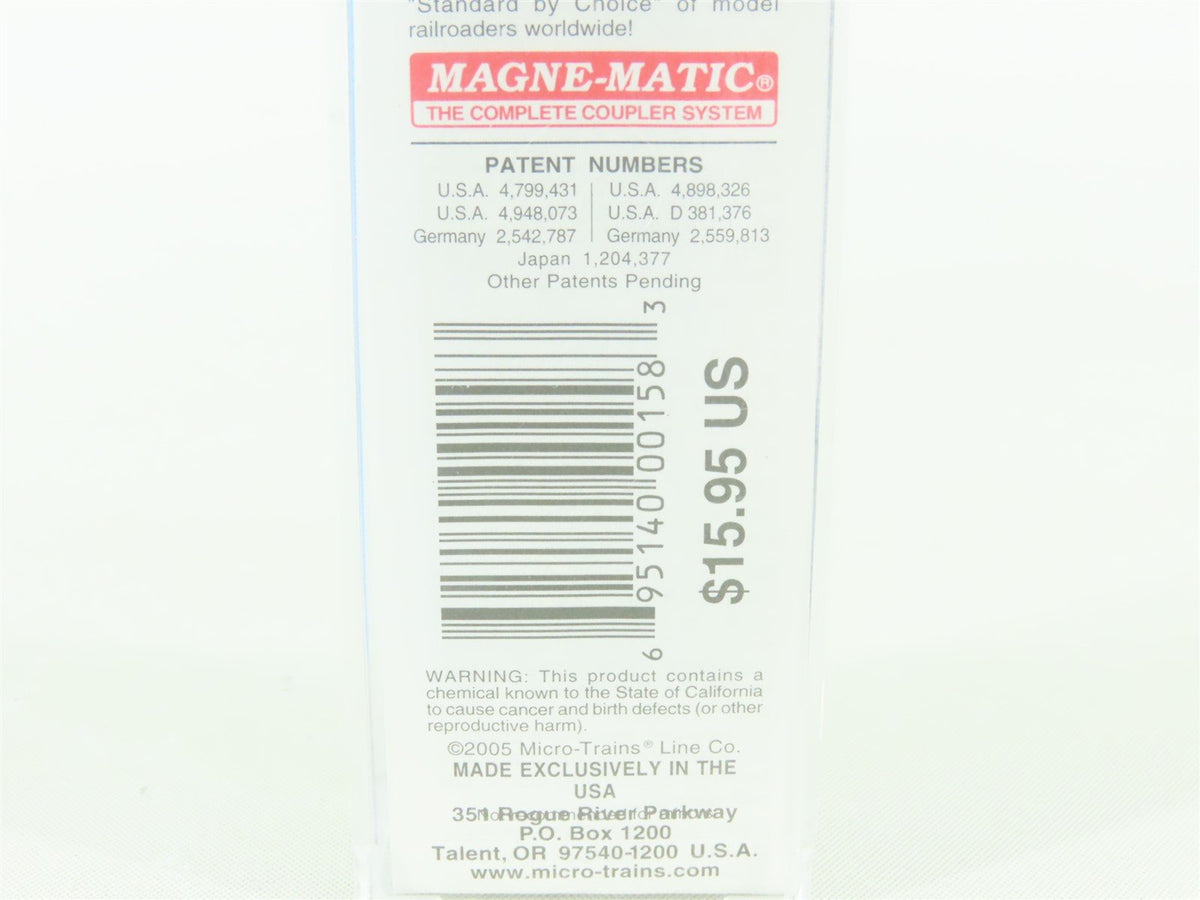 "Standard by Choice" of model
railroaders worldwide!
MAGNE-MATIC®
THE COMPLETE COUPLER SYSTEM
PATENT NUMBERS
U.S.A. 4,799,431 | U.S.A. 4,898,326
U.S.A. 4,948,073 | U.S.A. D 381,376
Germany 2,542,787 | Germany 2,559,813
Japan 1,204,377
Other Patents Pending
6 95140 00158 3
$15.95 US
WARNING: This product contains a
chemical known to the State of California
to cause cancer and birth defects (or other
reproductive harm).
©2005 Micro-Trains® Line Co.
MADE EXCLUSIVELY IN THE
USA
351 Rogue River Parkway
P.O. Box 1200
Talent, OR 97540-1200 U.S.A.
www.micro-trains.com